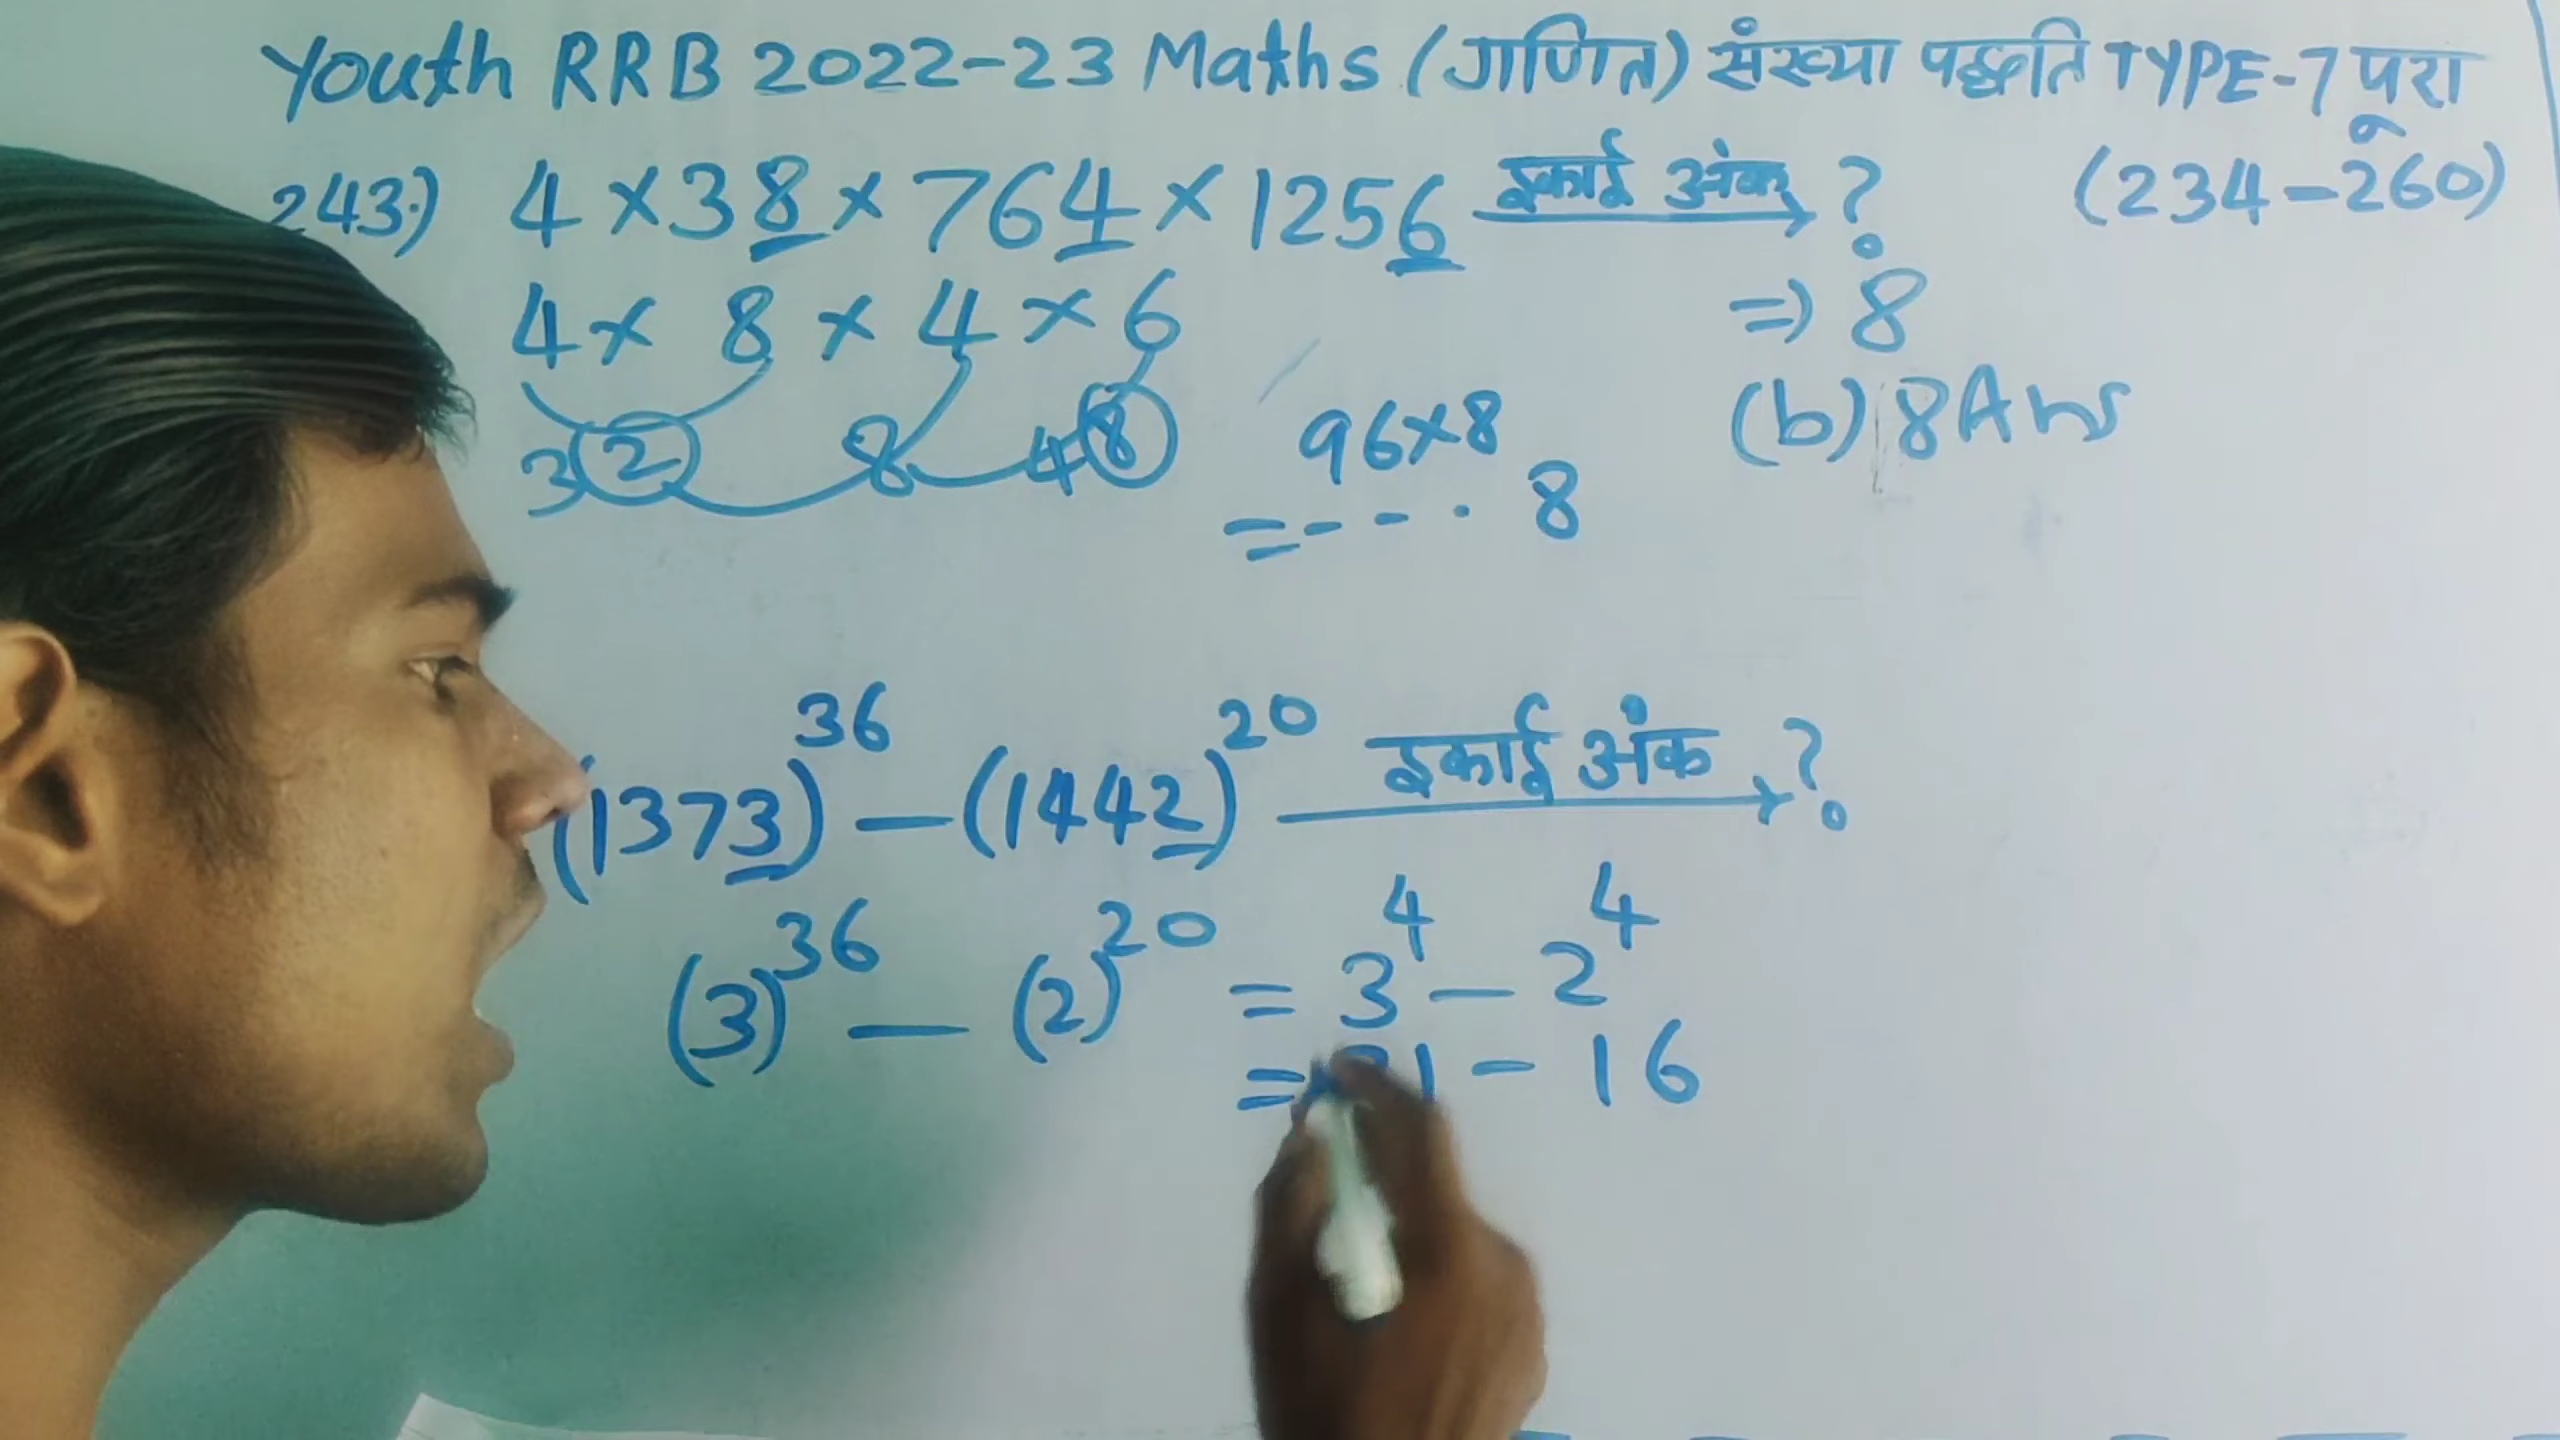 Youth RRB 2022-23 Maths (गणित) संख्या पद्धति TYPE-7 पूरा
(234-260)
243.) 4 × 38 × 764 × 1256 इकाई अंक → ?
4 × 8 × 4 × 6 ⇒ 8
32 8 48 96×8 (b) 8 Ans
= - - - . 8
(1373)^36 — (1442)^20 इकाई अंक → ?
(3)^36 — (2)^20 = 3^4 — 2^4
= 81 - 16